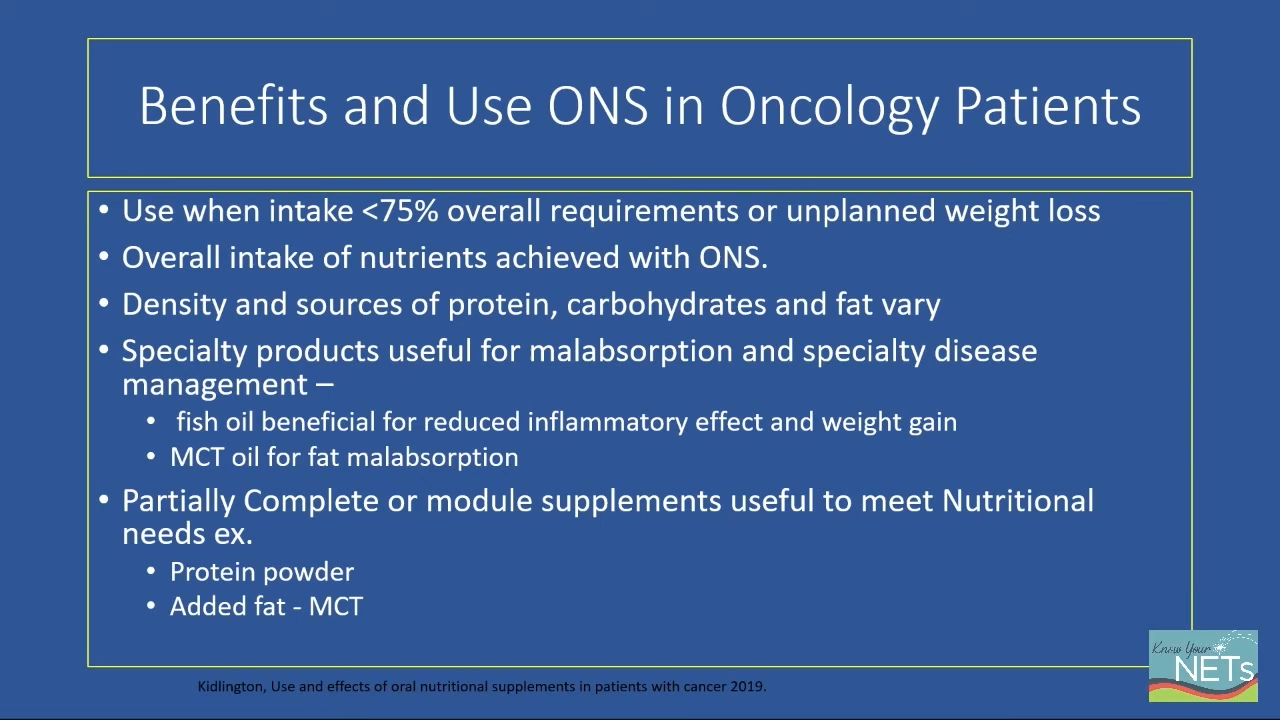 Benefits and Use ONS in Oncology Patients
• Use when intake <75% overall requirements or unplanned weight loss
• Overall intake of nutrients achieved with ONS.
• Density and sources of protein, carbohydrates and fat vary
• Specialty products useful for malabsorption and specialty disease
management –
• fish oil beneficial for reduced inflammatory effect and weight gain
• MCT oil for fat malabsorption
• Partially Complete or module supplements useful to meet Nutritional
needs ex.
• Protein powder
• Added fat - MCT
Kidlington, Use and effects of oral nutritional supplements in patients with cancer 2019.
Know Your
NETs